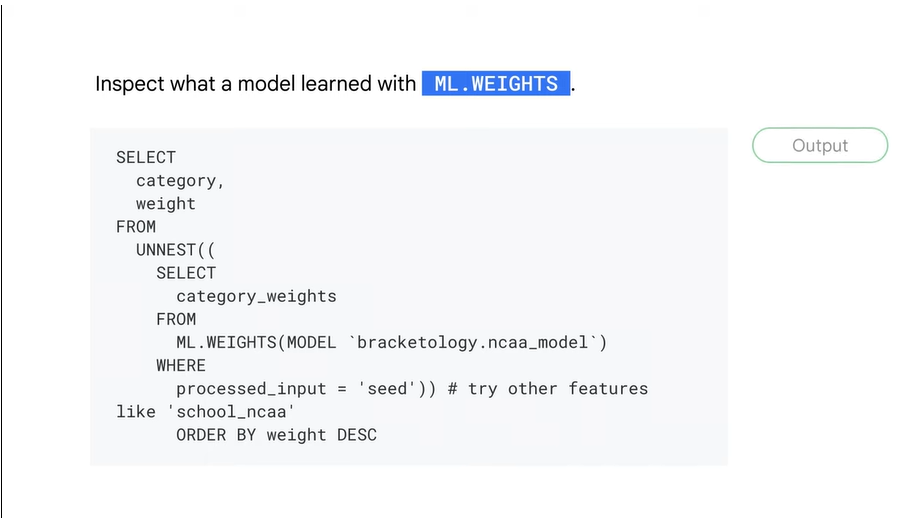 Inspect what a model learned with ML.WEIGHTS.
Output
SELECT
category,
weight
FROM
UNNEST((
SELECT
category_weights
FROM
ML.WEIGHTS(MODEL `bracketology.ncaa_model`)
WHERE
processed_input = 'seed')) # try other features
like 'school_ncaa'
ORDER BY weight DESC